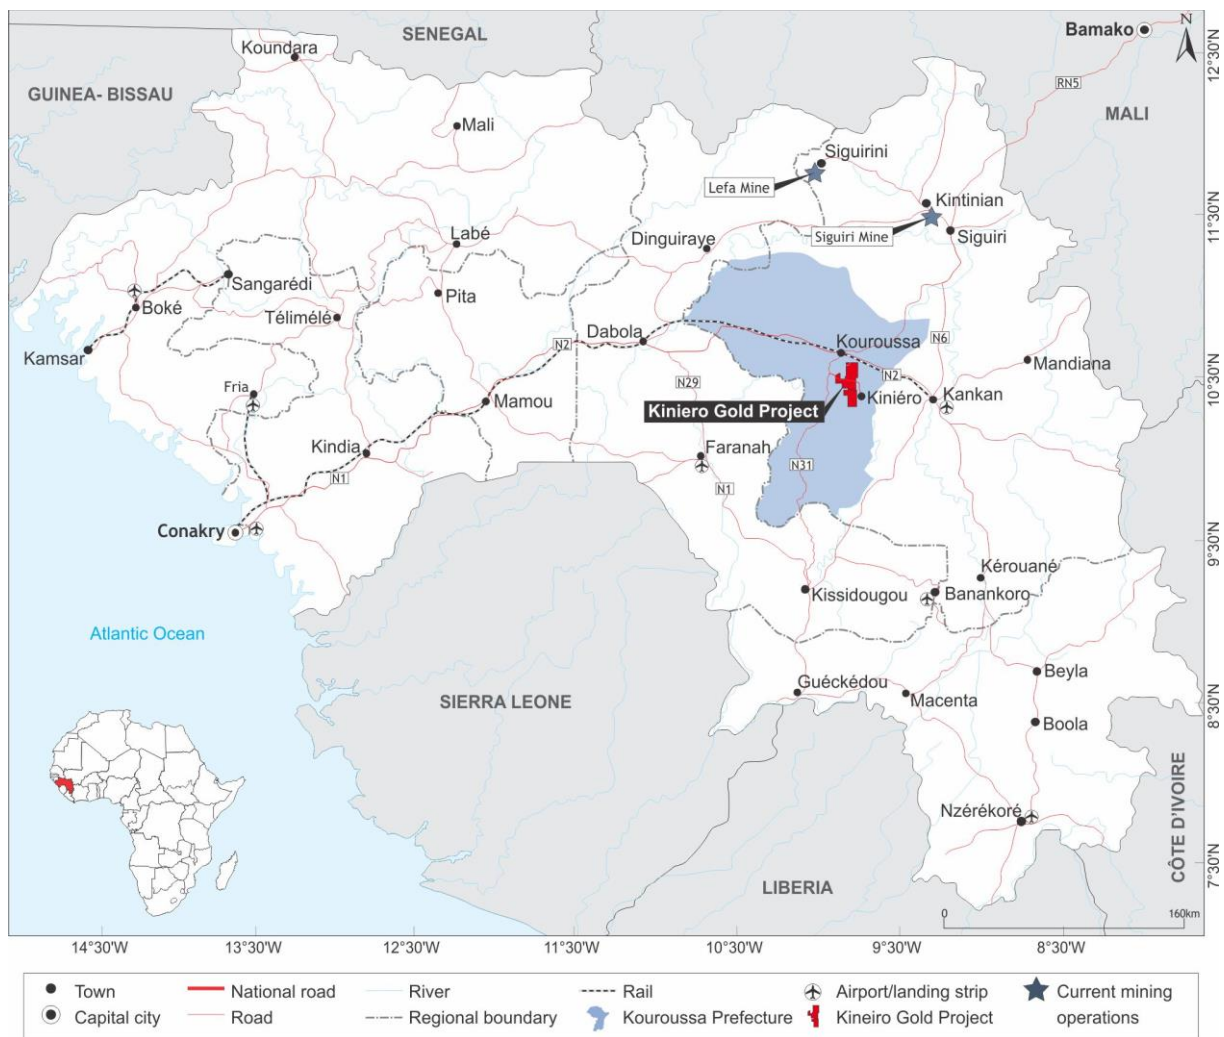 SENEGAL
Bamako
N
12°30'N
Koundara
RN5
GUINEA- BISSAU
MALI
Mali
Siguirini
Lefa Mine
Kintinian
11°30'N
Labé
Dinguiraye
Siguiri Mine
Siguiri
Sangarédi
Boké
Pita
Télimélé
Dabola
Kouroussa
N6
Kamsar
N2
Mandiana
N2
10°30'N
Fria
N29
Mamou
Kiniero Gold Project
Kiniéro
Kankan
Kindia
Faranah
N31
N1
N1
Conakry
9°30'N
Kérouané
Kissidougou
Banankoro
Atlantic Ocean
Beyla
Guéckédou
SIERRA LEONE
Macenta
8°30'N
Boola
CÔTE D'IVOIRE
Nzérékoré
7°30'N
LIBERIA
0
160km
14°30'W
13°30'W
12°30'W
11°30'W
10°30'W
9°30'W
8°30'W
Town
National road
River
Rail
Airport/landing strip
Current mining
operations
Capital city
Road
Regional boundary
Kouroussa Prefecture
Kineiro Gold Project